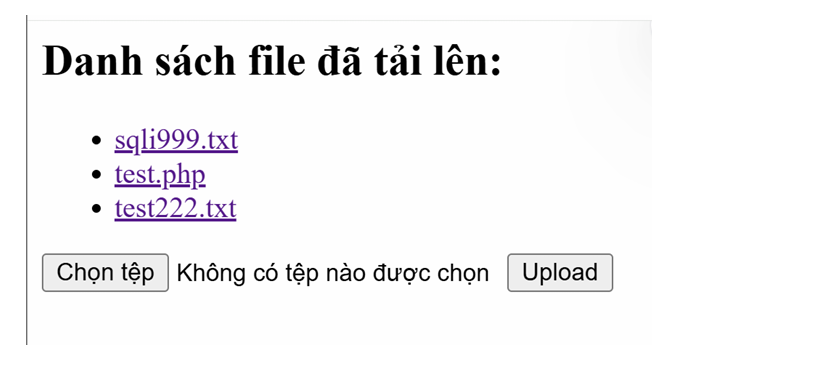 Danh sách file đã tải lên:
sqli999.txt
test.php
test222.txt
Chọn tệp Không có tệp nào được chọn Upload